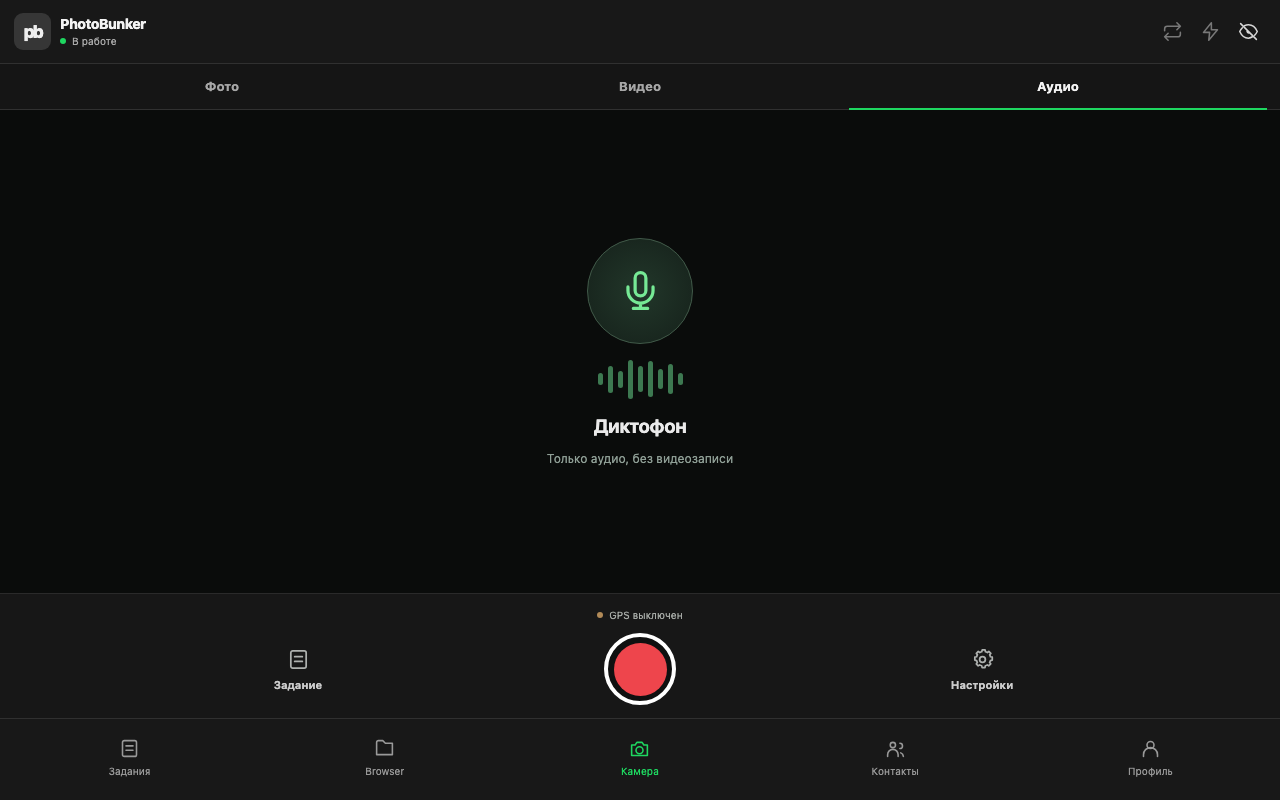 pb
PhotoBunker
В работе
Фото
Видео
Аудио
Диктофон
Только аудио, без видеозаписи
GPS выключен
Задание
Настройки
Задания
Browser
Камера
Контакты
Профиль